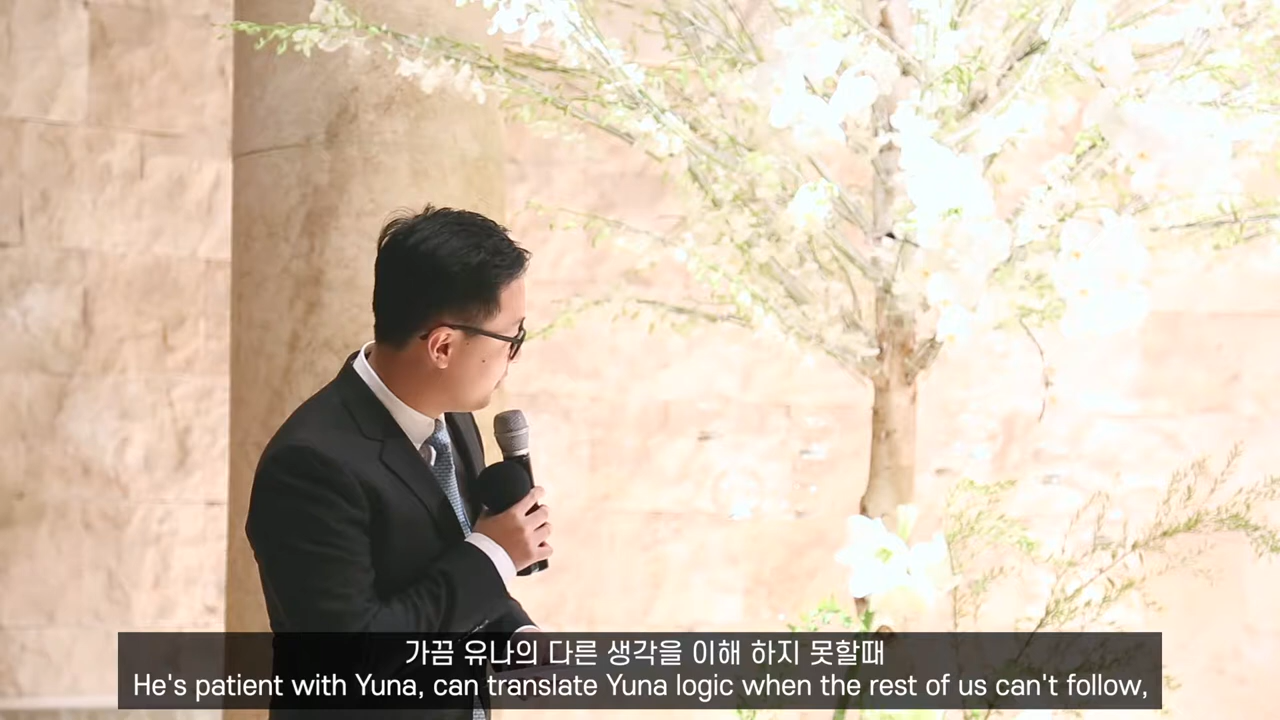 가끔 유나의 다른 생각을 이해 하지 못할때
He's patient with Yuna, can translate Yuna logic when the rest of us can't follow,